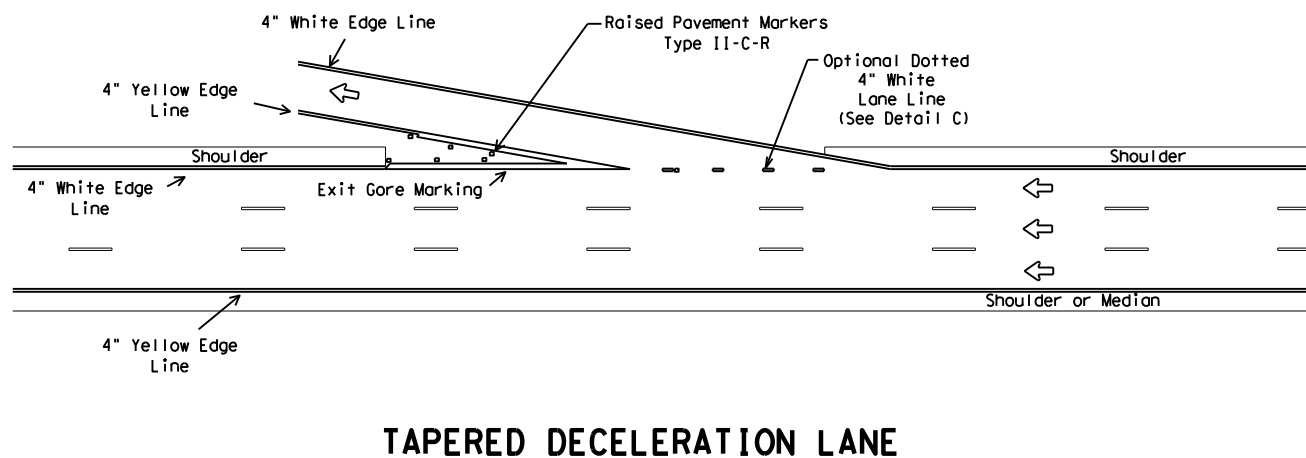 4" White Edge Line
Raised Pavement Markers
Type II-C-R
Optional Dotted
4" White
Lane Line
(See Detail C)
4" Yellow Edge
Line
Shoulder
Shoulder
4" White Edge
Line
Exit Gore Marking
Shoulder or Median
4" Yellow Edge
Line
TAPERED DECELERATION LANE